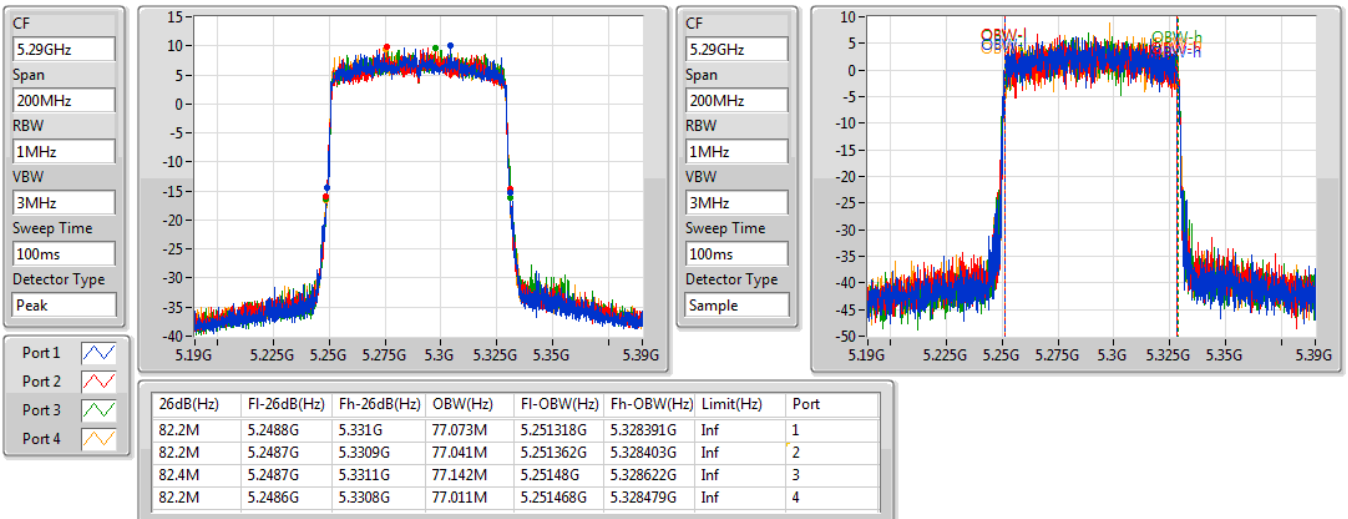 CF
5.29GHz
Span
200MHz
RBW
1MHz
VBW
3MHz
Sweep Time
100ms
Detector Type
Peak
15
10
5
0
-5
-10
-15
-20
-25
-30
-35
-40
5.19G 5.225G 5.25G 5.275G 5.3G 5.325G 5.35G 5.39G
CF
5.29GHz
Span
200MHz
RBW
1MHz
VBW
3MHz
Sweep Time
100ms
Detector Type
Sample
10
5
0
-5
-10
-15
-20
-25
-30
-35
-40
-45
-50
OBW-l OBW-h
5.19G 5.225G 5.25G 5.275G 5.3G 5.325G 5.35G 5.39G
Port 1
Port 2
Port 3
Port 4
26dB(Hz) Fl-26dB(Hz) Fh-26dB(Hz) OBW(Hz) Fl-OBW(Hz) Fh-OBW(Hz) Limit(Hz) Port
82.2M 5.2488G 5.331G 77.073M 5.251318G 5.328391G Inf 1
82.2M 5.2487G 5.3309G 77.041M 5.251362G 5.328403G Inf 2
82.4M 5.2487G 5.3311G 77.142M 5.25148G 5.328622G Inf 3
82.2M 5.2486G 5.3308G 77.011M 5.251468G 5.328479G Inf 4